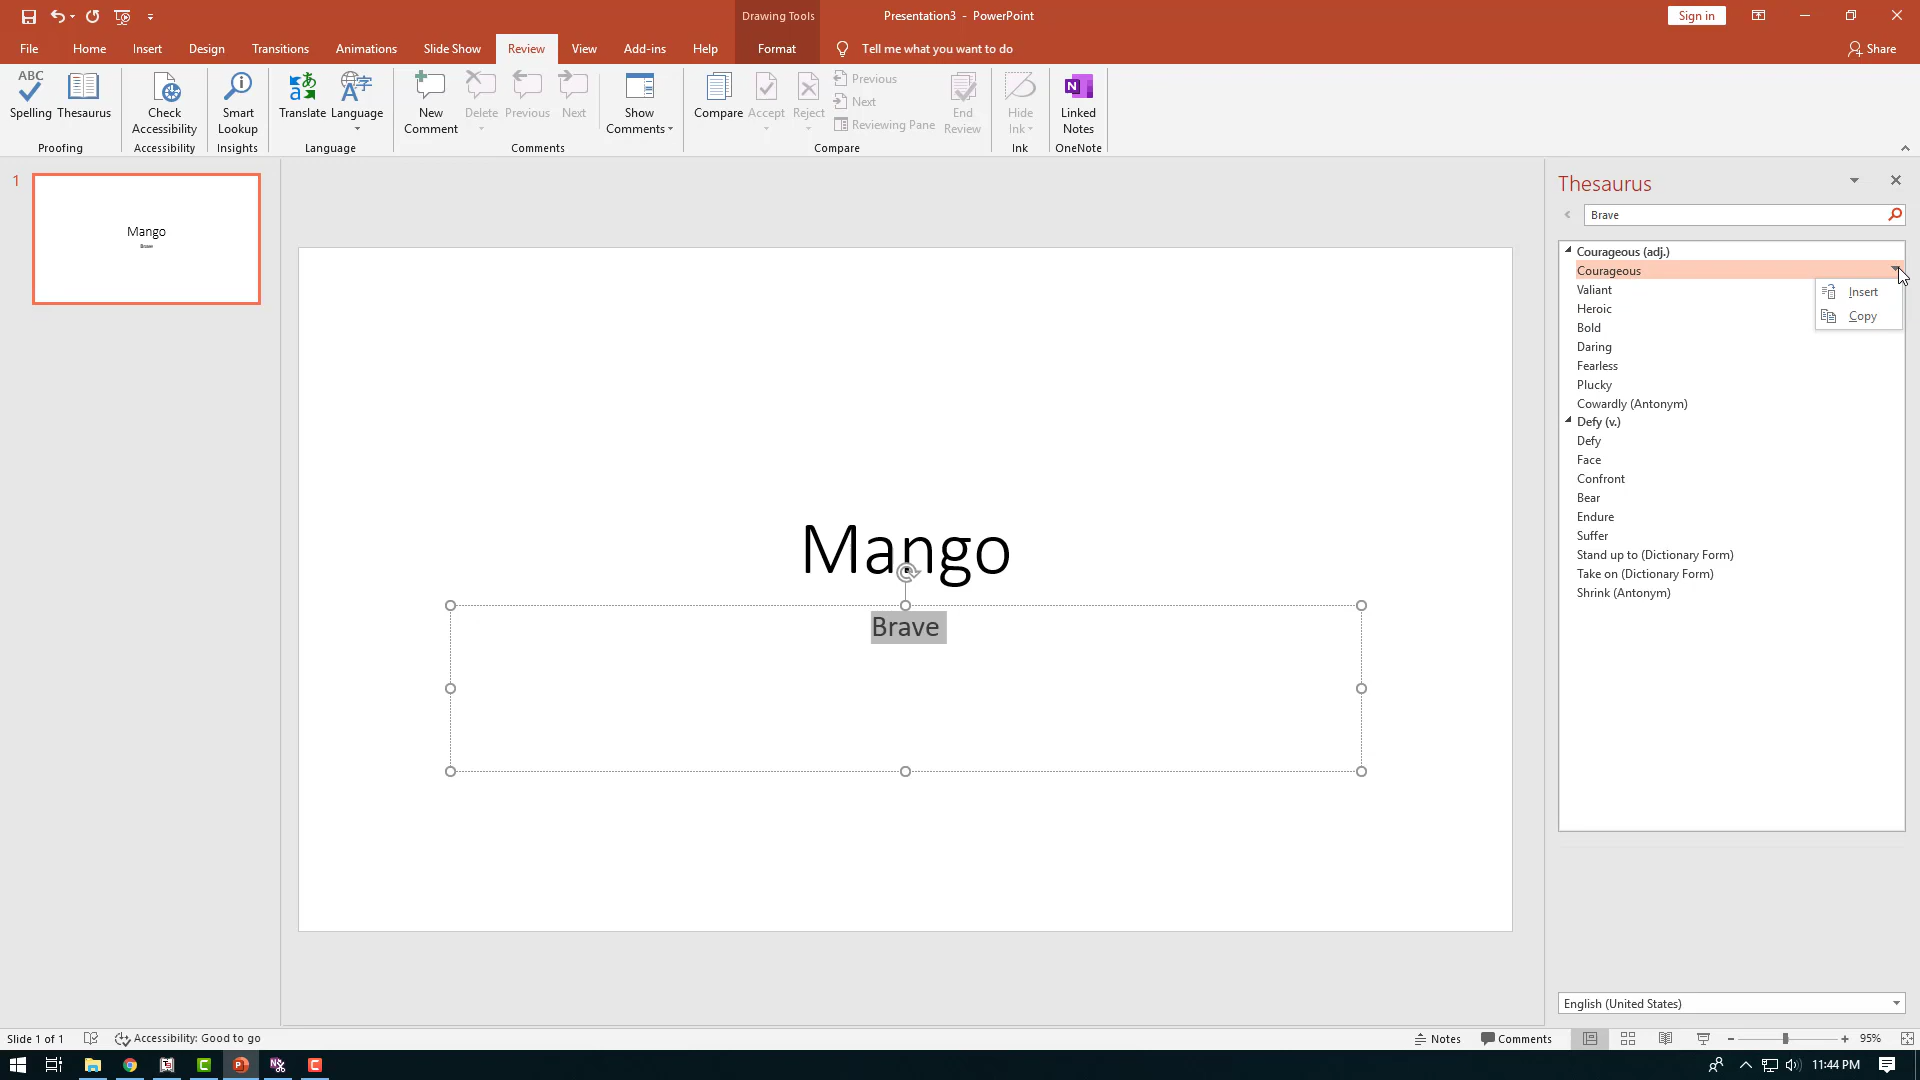 Drawing Tools
Presentation3 - PowerPoint
Sign in
File Home Insert Design Transitions Animations Slide Show Review View Add-ins Help Format Tell me what you want to do Share
ABC
Spelling Thesaurus
Proofing
Check Accessibility
Accessibility
Smart Lookup
Insights
Translate Language
Language
New Comment
Delete Previous Next
Show Comments
Comments
Compare Accept Reject
Previous
Next
Reviewing Pane
End Review
Compare
Hide Ink
Ink
Linked Notes
OneNote
1
Mango
Brave
Mango
Brave
Thesaurus
Brave
Courageous (adj.)
Courageous
Insert
Copy
Valiant
Heroic
Bold
Daring
Fearless
Plucky
Cowardly (Antonym)
Defy (v.)
Defy
Face
Confront
Bear
Endure
Suffer
Stand up to (Dictionary Form)
Take on (Dictionary Form)
Shrink (Antonym)
English (United States)
Slide 1 of 1 Accessibility: Good to go Notes Comments 95%
11:44 PM